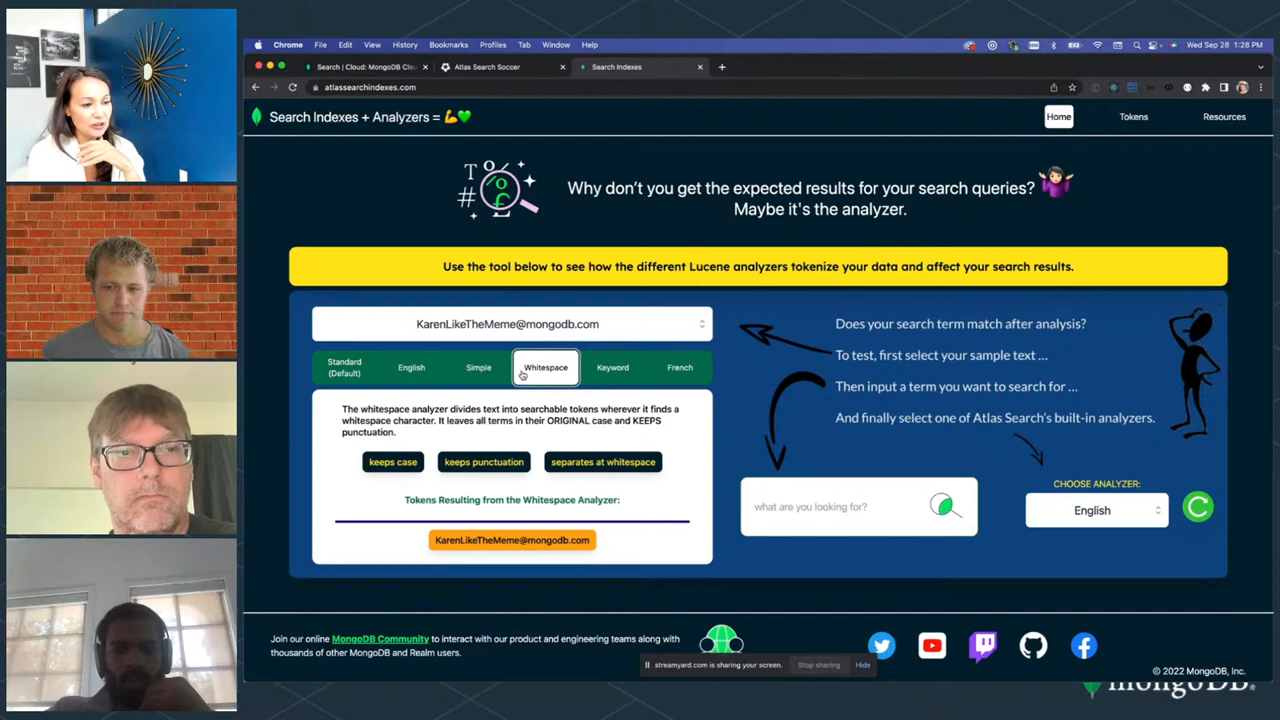 Chrome File Edit View History Bookmarks Profiles Tab Window Help
Wed Sep 28 1:28 PM
Search | Cloud: MongoDB Clou
Atlas Search Soccer
Search Indexes
atlassearchindexes.com
Search Indexes + Analyzers = 💪💚
Home
Tokens
Resources
Why don't you get the expected results for your search queries? 🤷🏻‍♀️
Maybe it's the analyzer.
Use the tool below to see how the different Lucene analyzers tokenize your data and affect your search results.
KarenLikeTheMeme@mongodb.com
Standard
(Default)
English
Simple
Whitespace
Keyword
French
The whitespace analyzer divides text into searchable tokens wherever it finds a
whitespace character. It leaves all terms in their ORIGINAL case and KEEPS
punctuation.
keeps case
keeps punctuation
separates at whitespace
Tokens Resulting from the Whitespace Analyzer:
KarenLikeTheMeme@mongodb.com
Does your search term match after analysis?
To test, first select your sample text ...
Then input a term you want to search for ...
And finally select one of Atlas Search's built-in analyzers.
what are you looking for?
CHOOSE ANALYZER:
English
Join our online MongoDB Community to interact with our product and engineering teams along with
thousands of other MongoDB and Realm users.
streamyard.com is sharing your screen.
Stop sharing
Hide
© 2022 MongoDB, Inc.
mongoDB